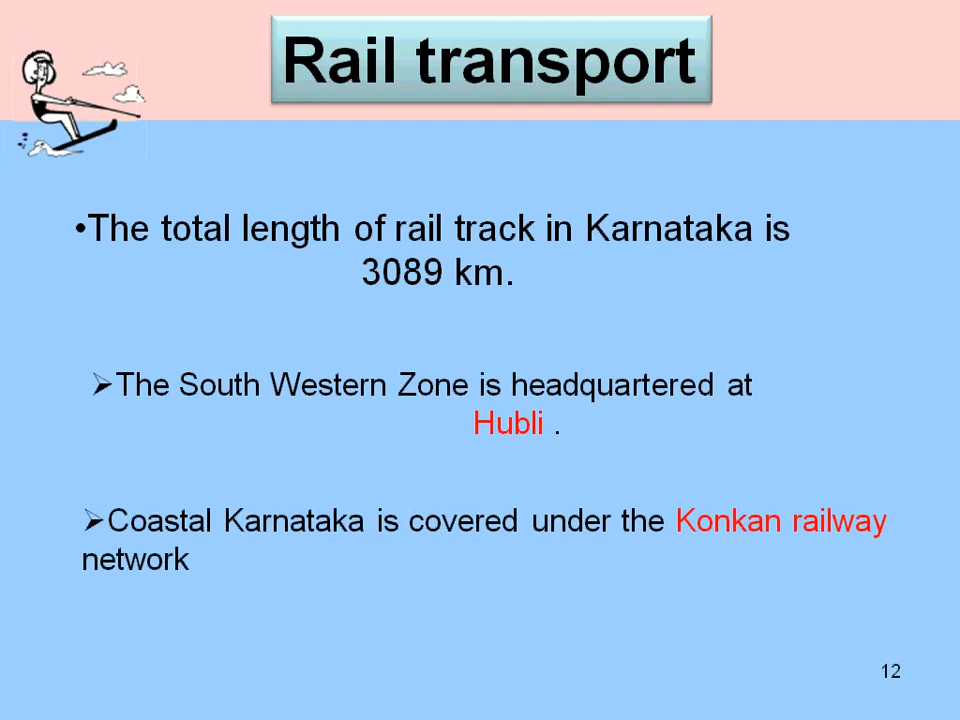 Rail transport
•The total length of rail track in Karnataka is
3089 km.
➢The South Western Zone is headquartered at
Hubli .
➢Coastal Karnataka is covered under the Konkan railway
network
12